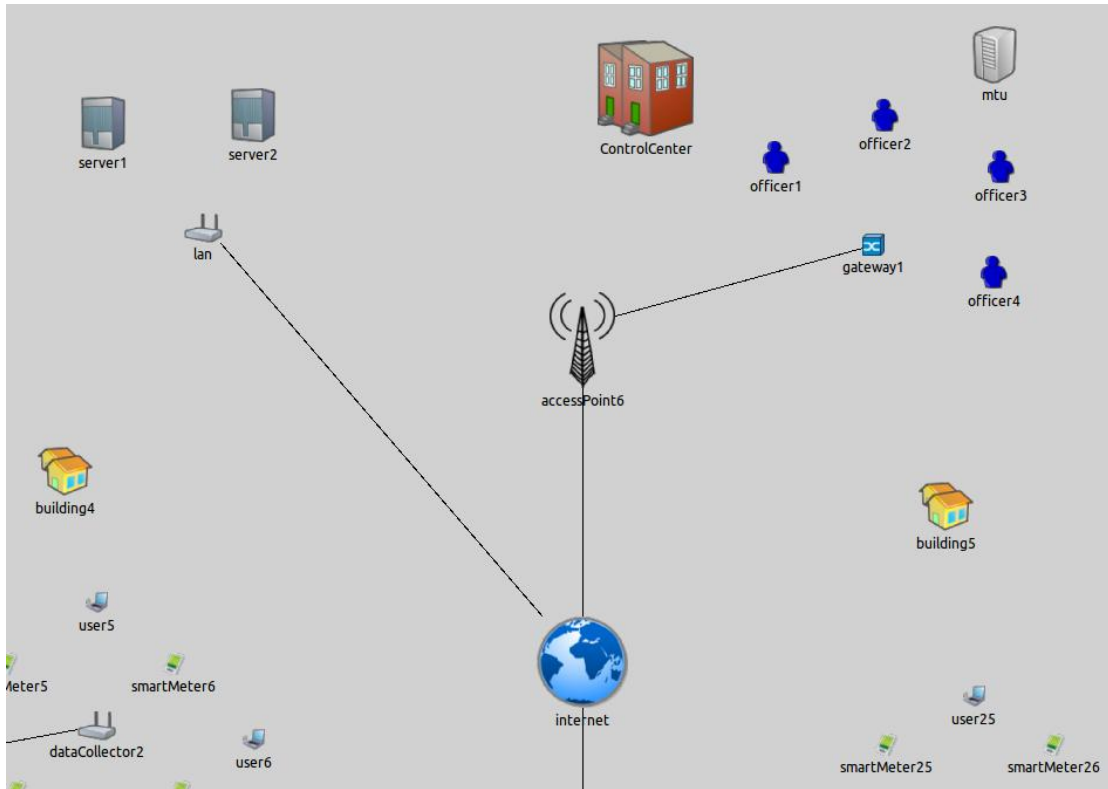 mtu
server1
server2
ControlCenter
officer2
officer1
officer3
lan
gateway1
officer4
accessPoint6
building4
building5
user5
Meter5
smartMeter6
internet
user25
dataCollector2
user6
smartMeter25
smartMeter26